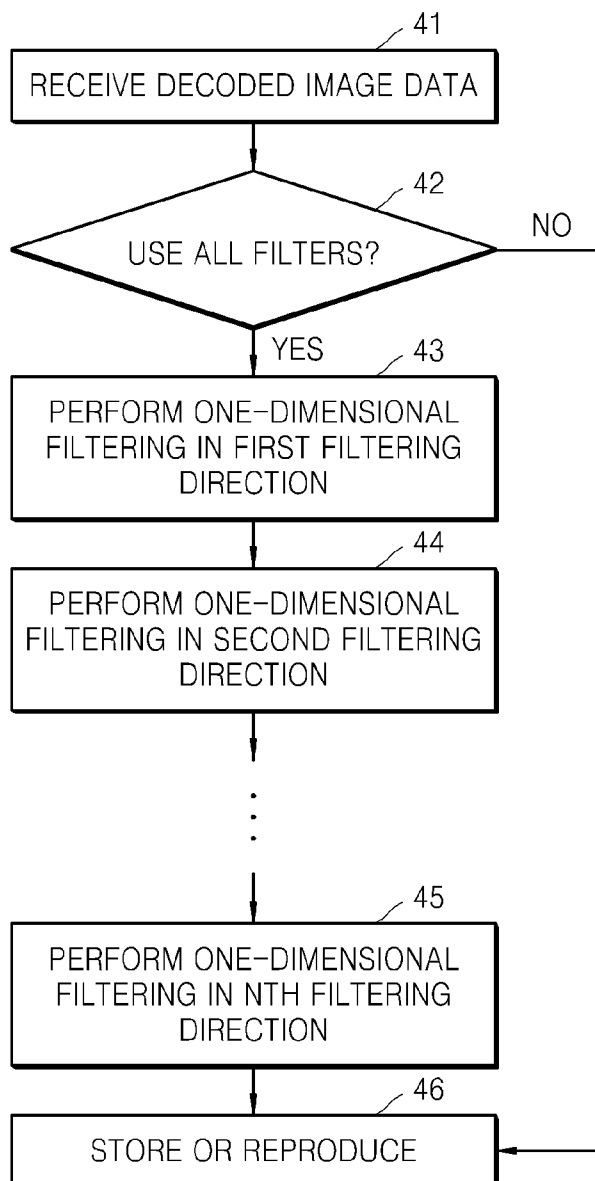 41
RECEIVE DECODED IMAGE DATA
42
USE ALL FILTERS?
NO
YES
43
PERFORM ONE-DIMENSIONAL
FILTERING IN FIRST FILTERING
DIRECTION
44
PERFORM ONE-DIMENSIONAL
FILTERING IN SECOND FILTERING
DIRECTION
45
PERFORM ONE-DIMENSIONAL
FILTERING IN NTH FILTERING
DIRECTION
46
STORE OR REPRODUCE